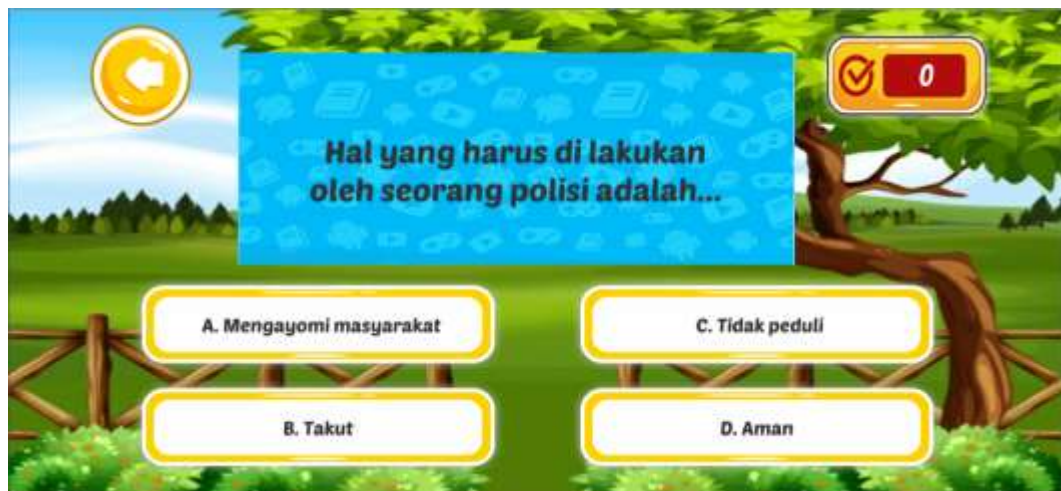 0
Hal yang harus di lakukan
oleh seorang polisi adalah...
A. Mengayomi masyarakat
B. Takut
C. Tidak peduli
D. Aman